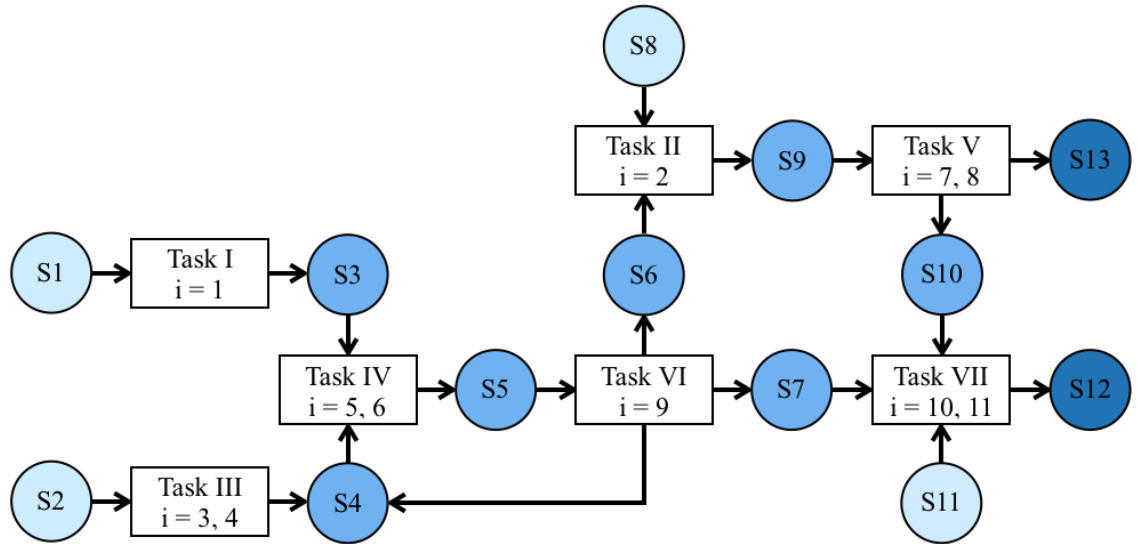 S8
Task II
i = 2
S9
Task V
i = 7, 8
S13
S1
Task I
i = 1
S3
S6
S10
Task IV
i = 5, 6
S5
Task VI
i = 9
S7
Task VII
i = 10, 11
S12
S2
Task III
i = 3, 4
S4
S11